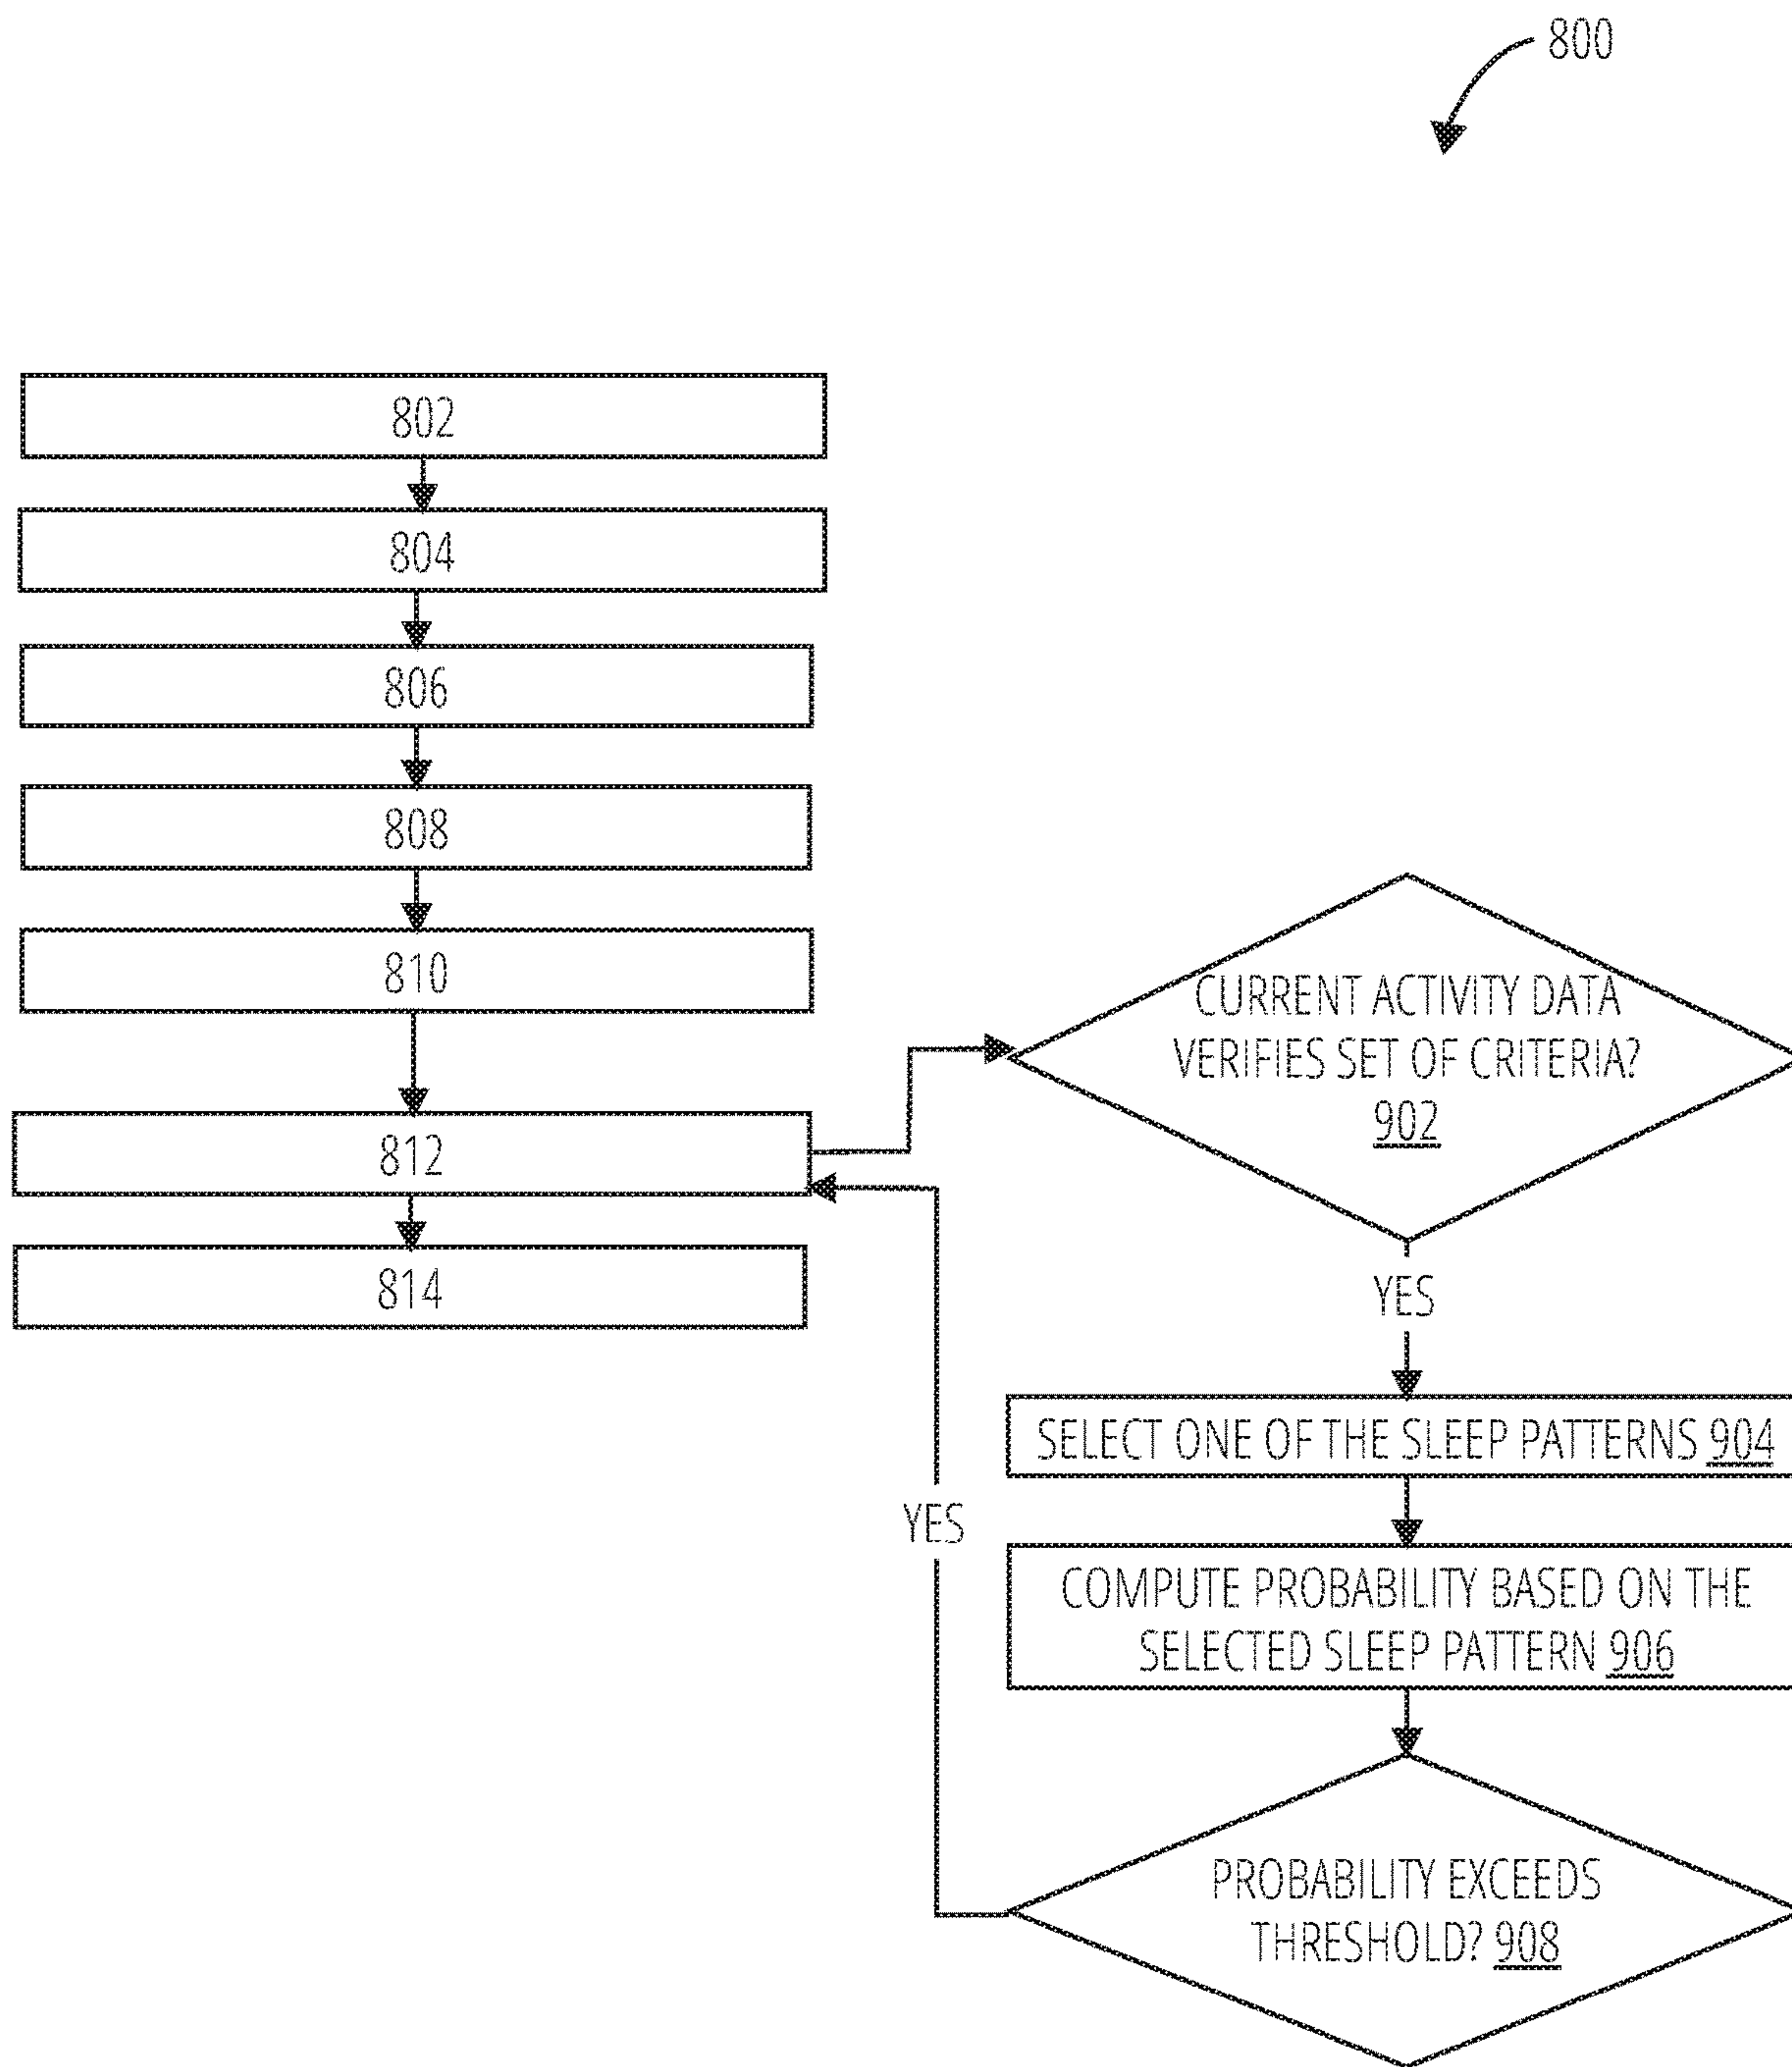 800
802
804
806
808
810
812
814
CURRENT ACTIVITY DATA
VERIFIES SET OF CRITERIA?
902
YES
SELECT ONE OF THE SLEEP PATTERNS 904
COMPUTE PROBABILITY BASED ON THE
SELECTED SLEEP PATTERN 906
PROBABILITY EXCEEDS
THRESHOLD? 908
YES